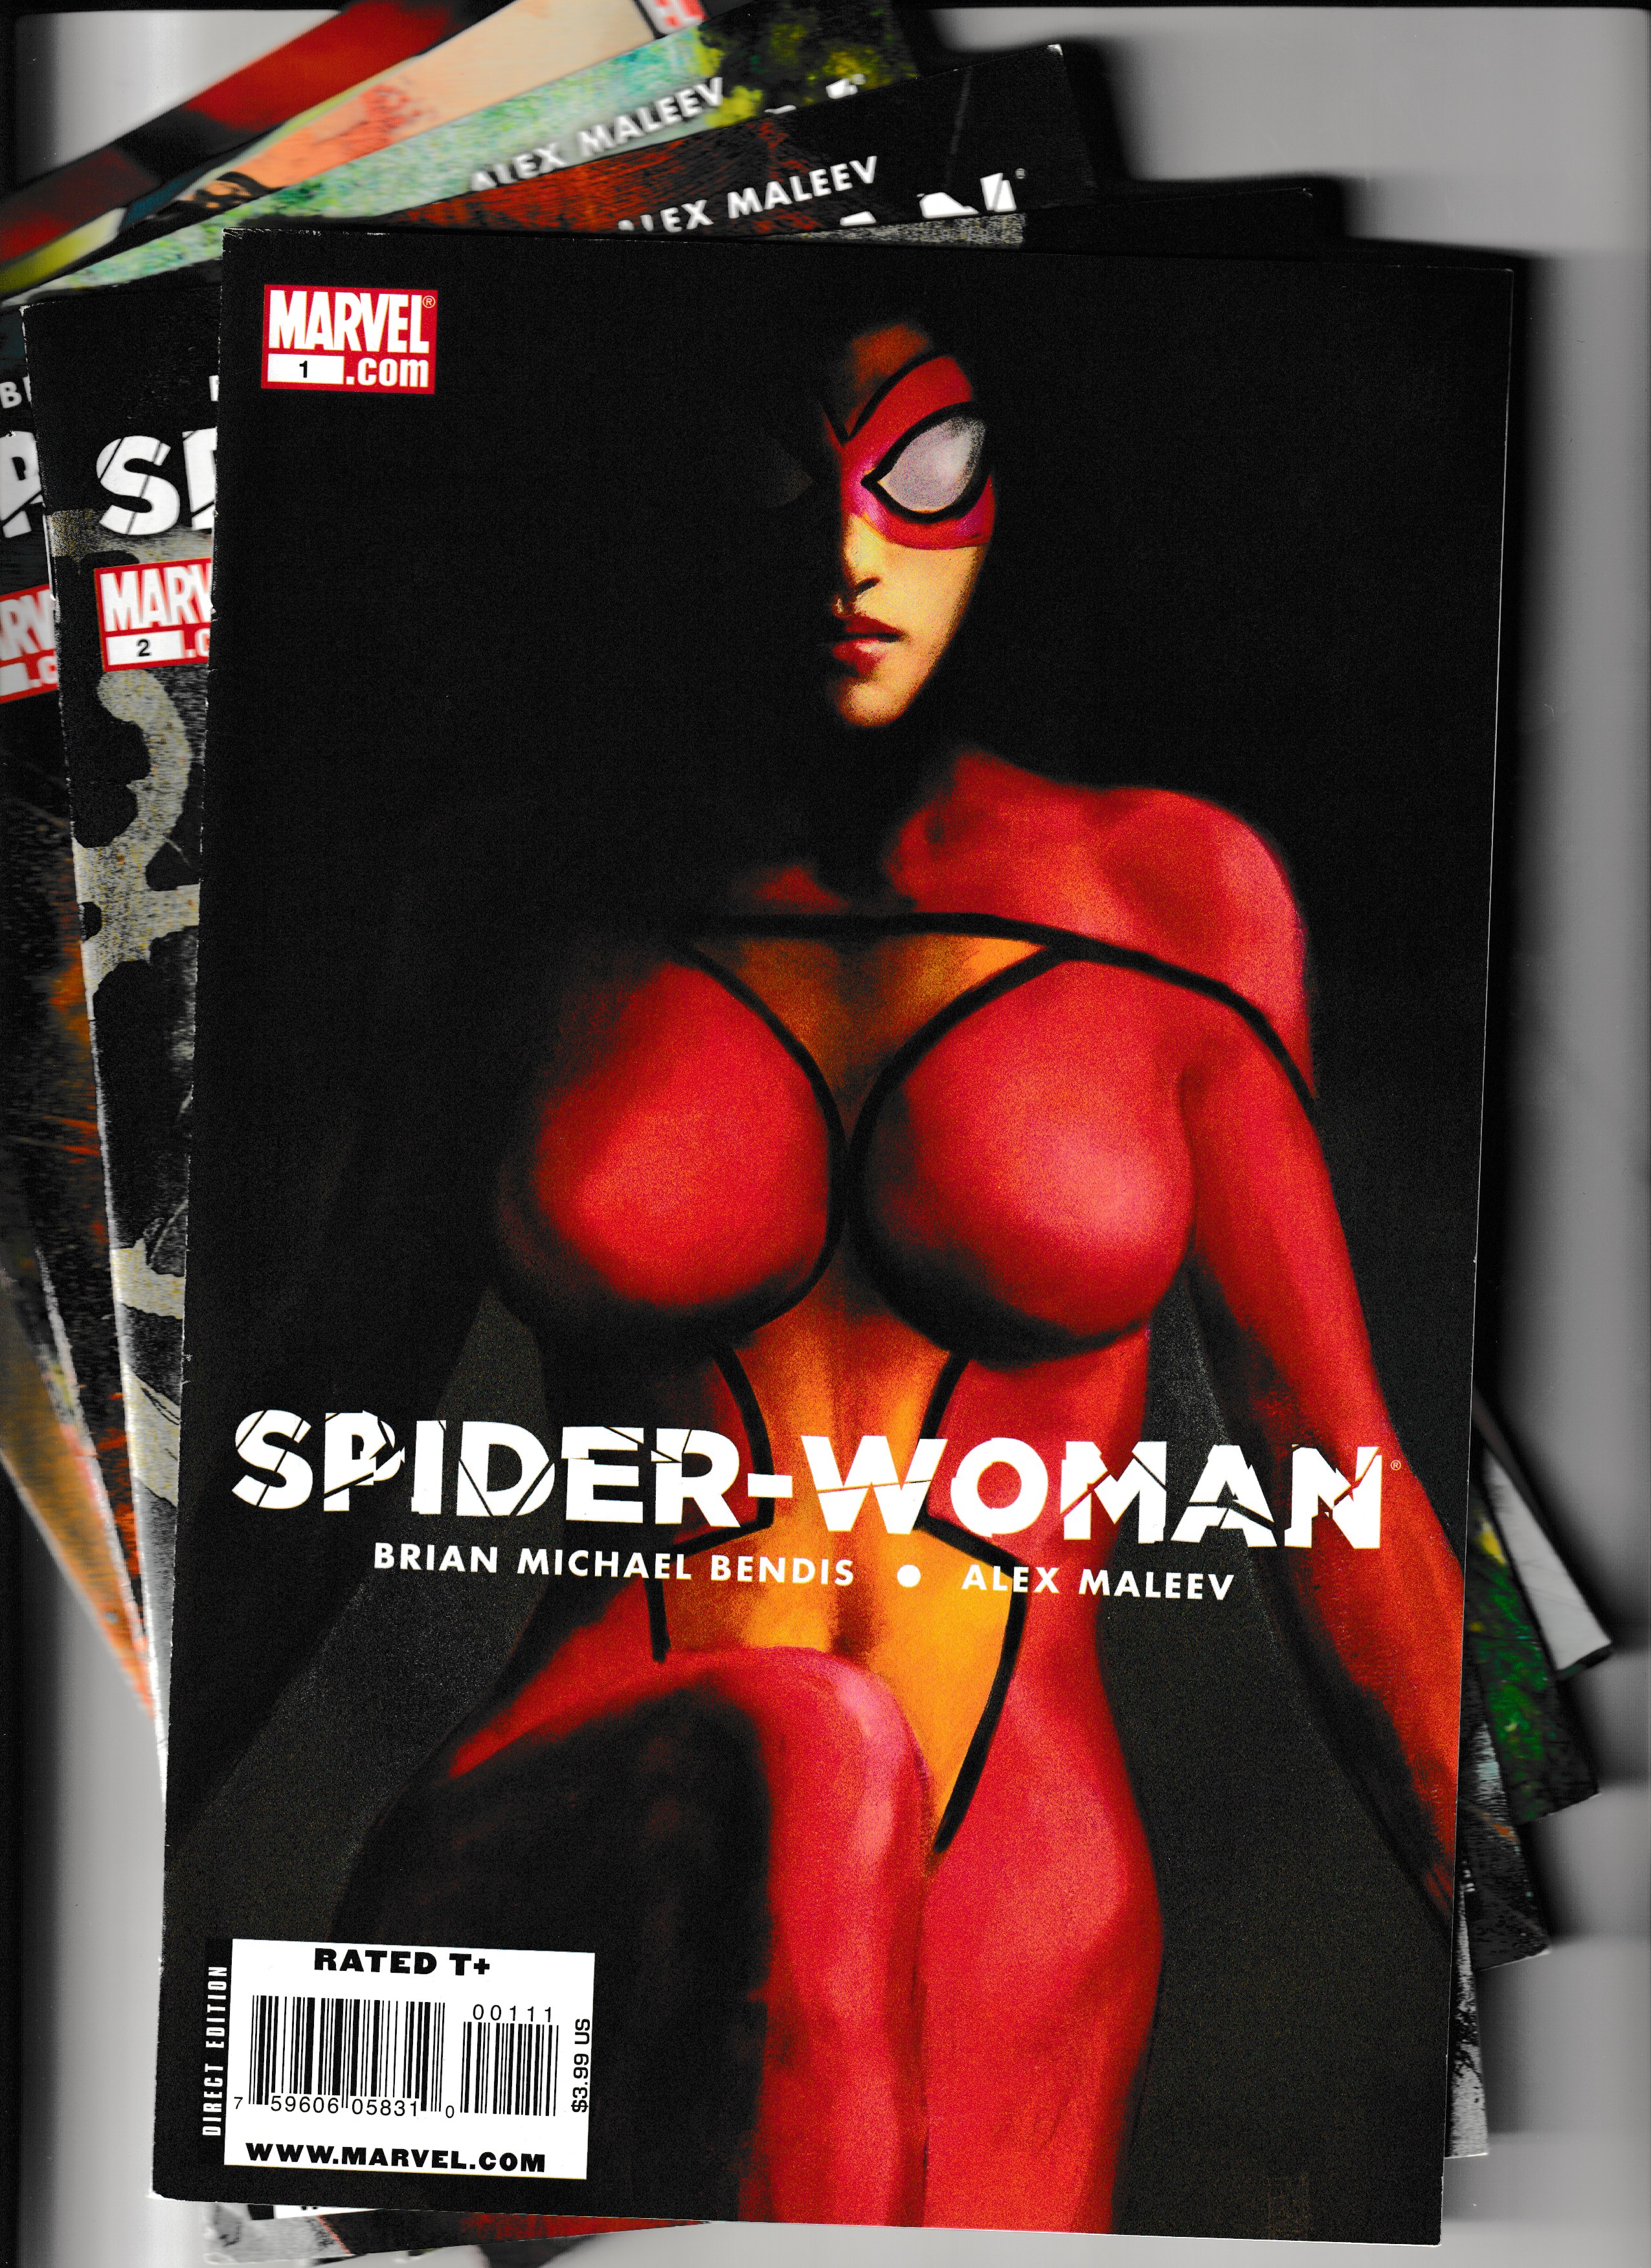 ALEX MALEEV
ALEX MALEEV
MARVEL®
1 .com
MARV
2
SPIDER-WOMAN®
BRIAN MICHAEL BENDIS • ALEX MALEEV
RATED T+
DIRECT EDITION
00111
7 59606 05831 0
$3.99 US
WWW.MARVEL.COM